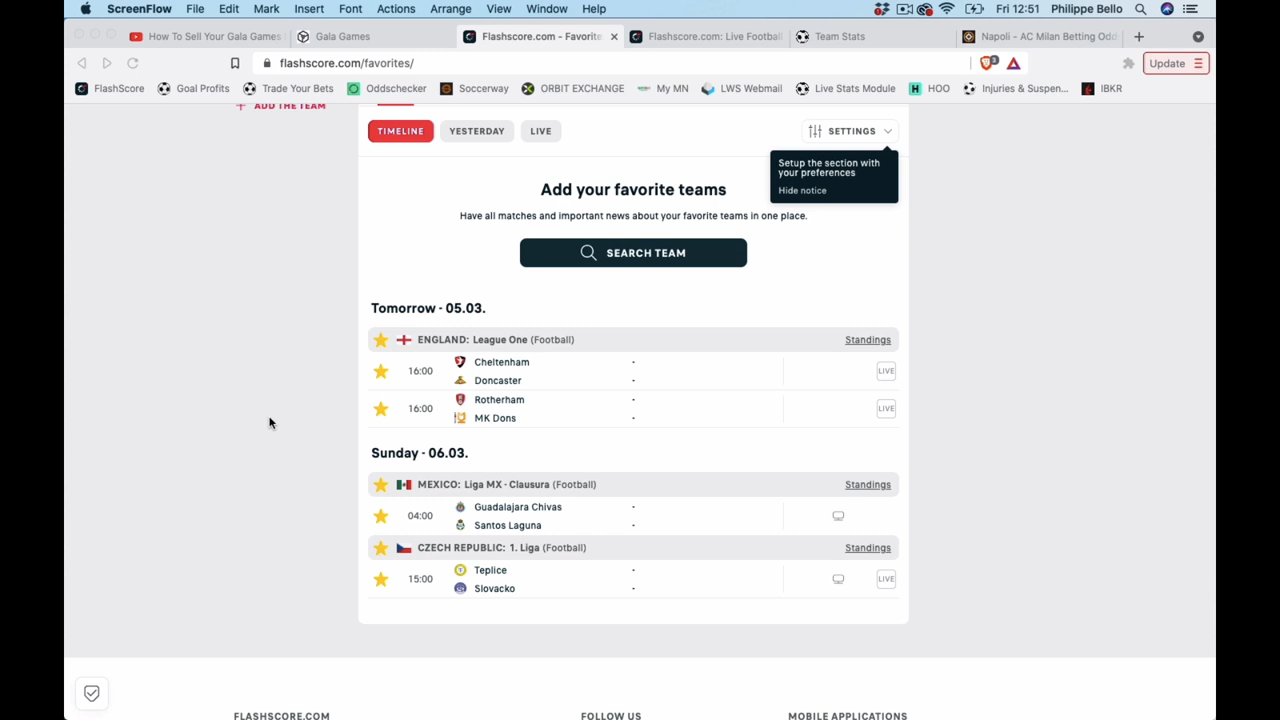 ScreenFlow File Edit Mark Insert Font Actions Arrange View Window Help Fri 12:51 Philippe Bello
How To Sell Your Gala Games Gala Games Flashscore.com - Favorite Flashscore.com: Live Football Team Stats Napoli - AC Milan Betting Odd
flashscore.com/favorites/ 3 Update
FlashScore Goal Profits Trade Your Bets Oddschecker Soccerway ORBIT EXCHANGE My MN LWS Webmail Live Stats Module HOO Injuries & Suspen... IBKR
ADD THE TEAM
TIMELINE YESTERDAY LIVE SETTINGS
Setup the section with
your preferences
Hide notice
Add your favorite teams
Have all matches and important news about your favorite teams in one place.
SEARCH TEAM
Tomorrow - 05.03.
ENGLAND: League One (Football) Standings
16:00 Cheltenham -
Doncaster - LIVE
16:00 Rotherham -
MK Dons - LIVE
Sunday - 06.03.
MEXICO: Liga MX - Clausura (Football) Standings
04:00 Guadalajara Chivas -
Santos Laguna -
CZECH REPUBLIC: 1. Liga (Football) Standings
15:00 Teplice -
Slovacko - LIVE
FLASHSCORE.COM FOLLOW US MOBILE APPLICATIONS